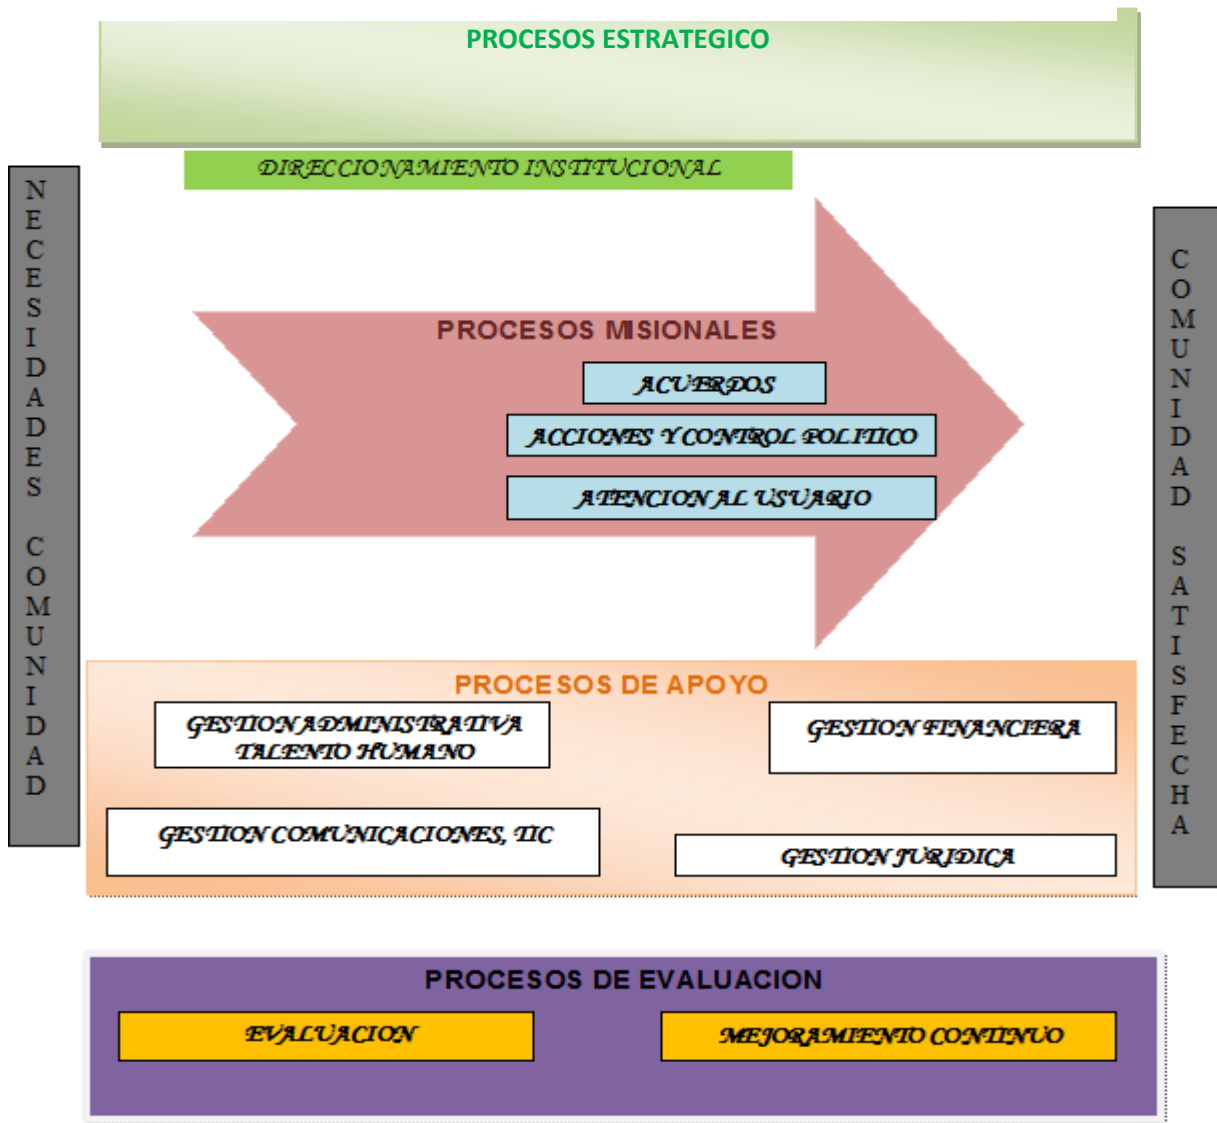 PROCESOS ESTRATEGICO
DIRECCIONAMIENTO INSTITUCIONAL
NECESIDADES COMUNIDAD
PROCESOS MISIONALES
ACUERDOS
ACCIONES Y CONTROL POLITICO
ATENCION AL USUARIO
COMUNIDAD SATISFECHA
PROCESOS DE APOYO
GESTION ADMINISTRATIVA
TALENTO HUMANO
GESTION FINANCIERA
GESTION COMUNICACIONES, TIC
GESTION JURIDICA
PROCESOS DE EVALUACION
EVALUACION
MEJORAMIENTO CONTINUO